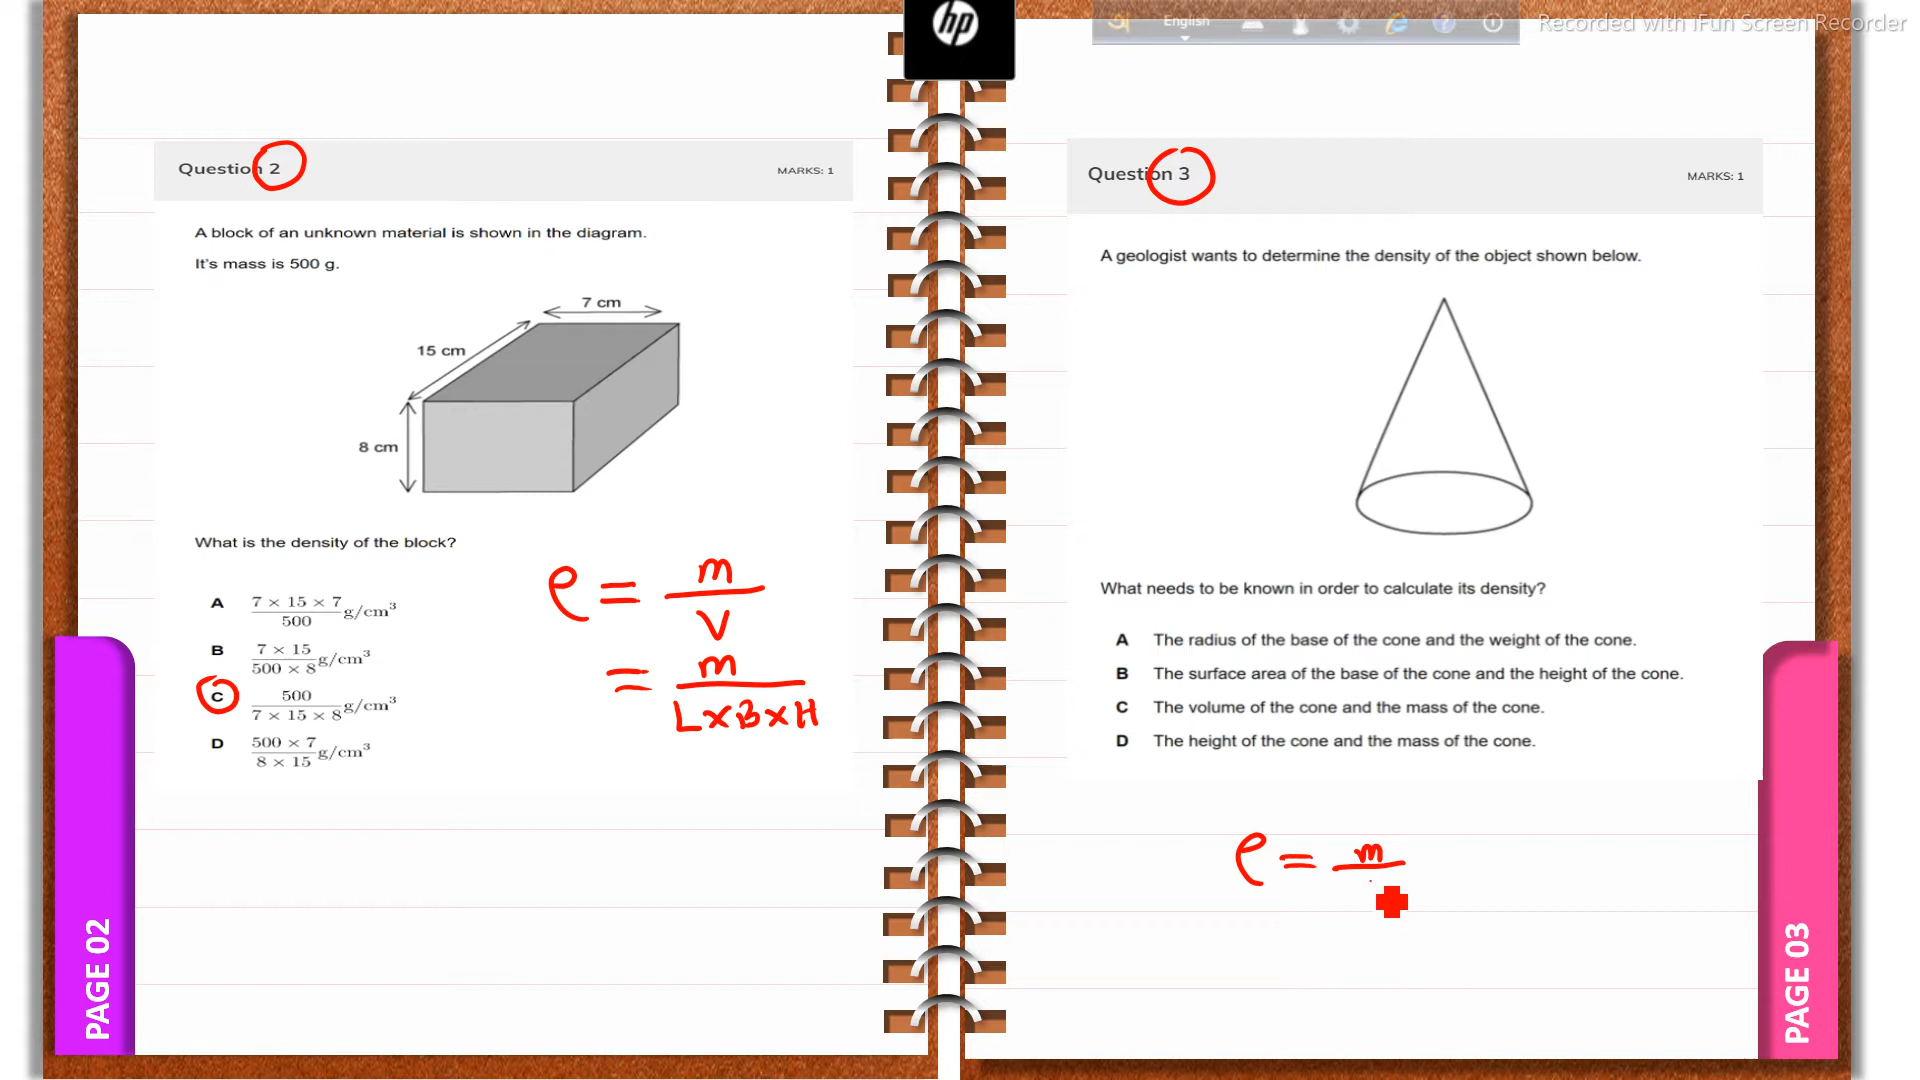 hp
English
Recorded with iFun Screen Recorder
Question 2
MARKS: 1
A block of an unknown material is shown in the diagram.
It's mass is 500 g.
7 cm
15 cm
8 cm
What is the density of the block?
A 7 × 15 × 7 / 500 g/cm³
B 7 × 15 / 500 × 8 g/cm³
C 500 / 7 × 15 × 8 g/cm³
D 500 × 7 / 8 × 15 g/cm³
ρ = m / V
= m / L×B×H
PAGE 02
Question 3
MARKS: 1
A geologist wants to determine the density of the object shown below.
What needs to be known in order to calculate its density?
A The radius of the base of the cone and the weight of the cone.
B The surface area of the base of the cone and the height of the cone.
C The volume of the cone and the mass of the cone.
D The height of the cone and the mass of the cone.
ρ = m
PAGE 03